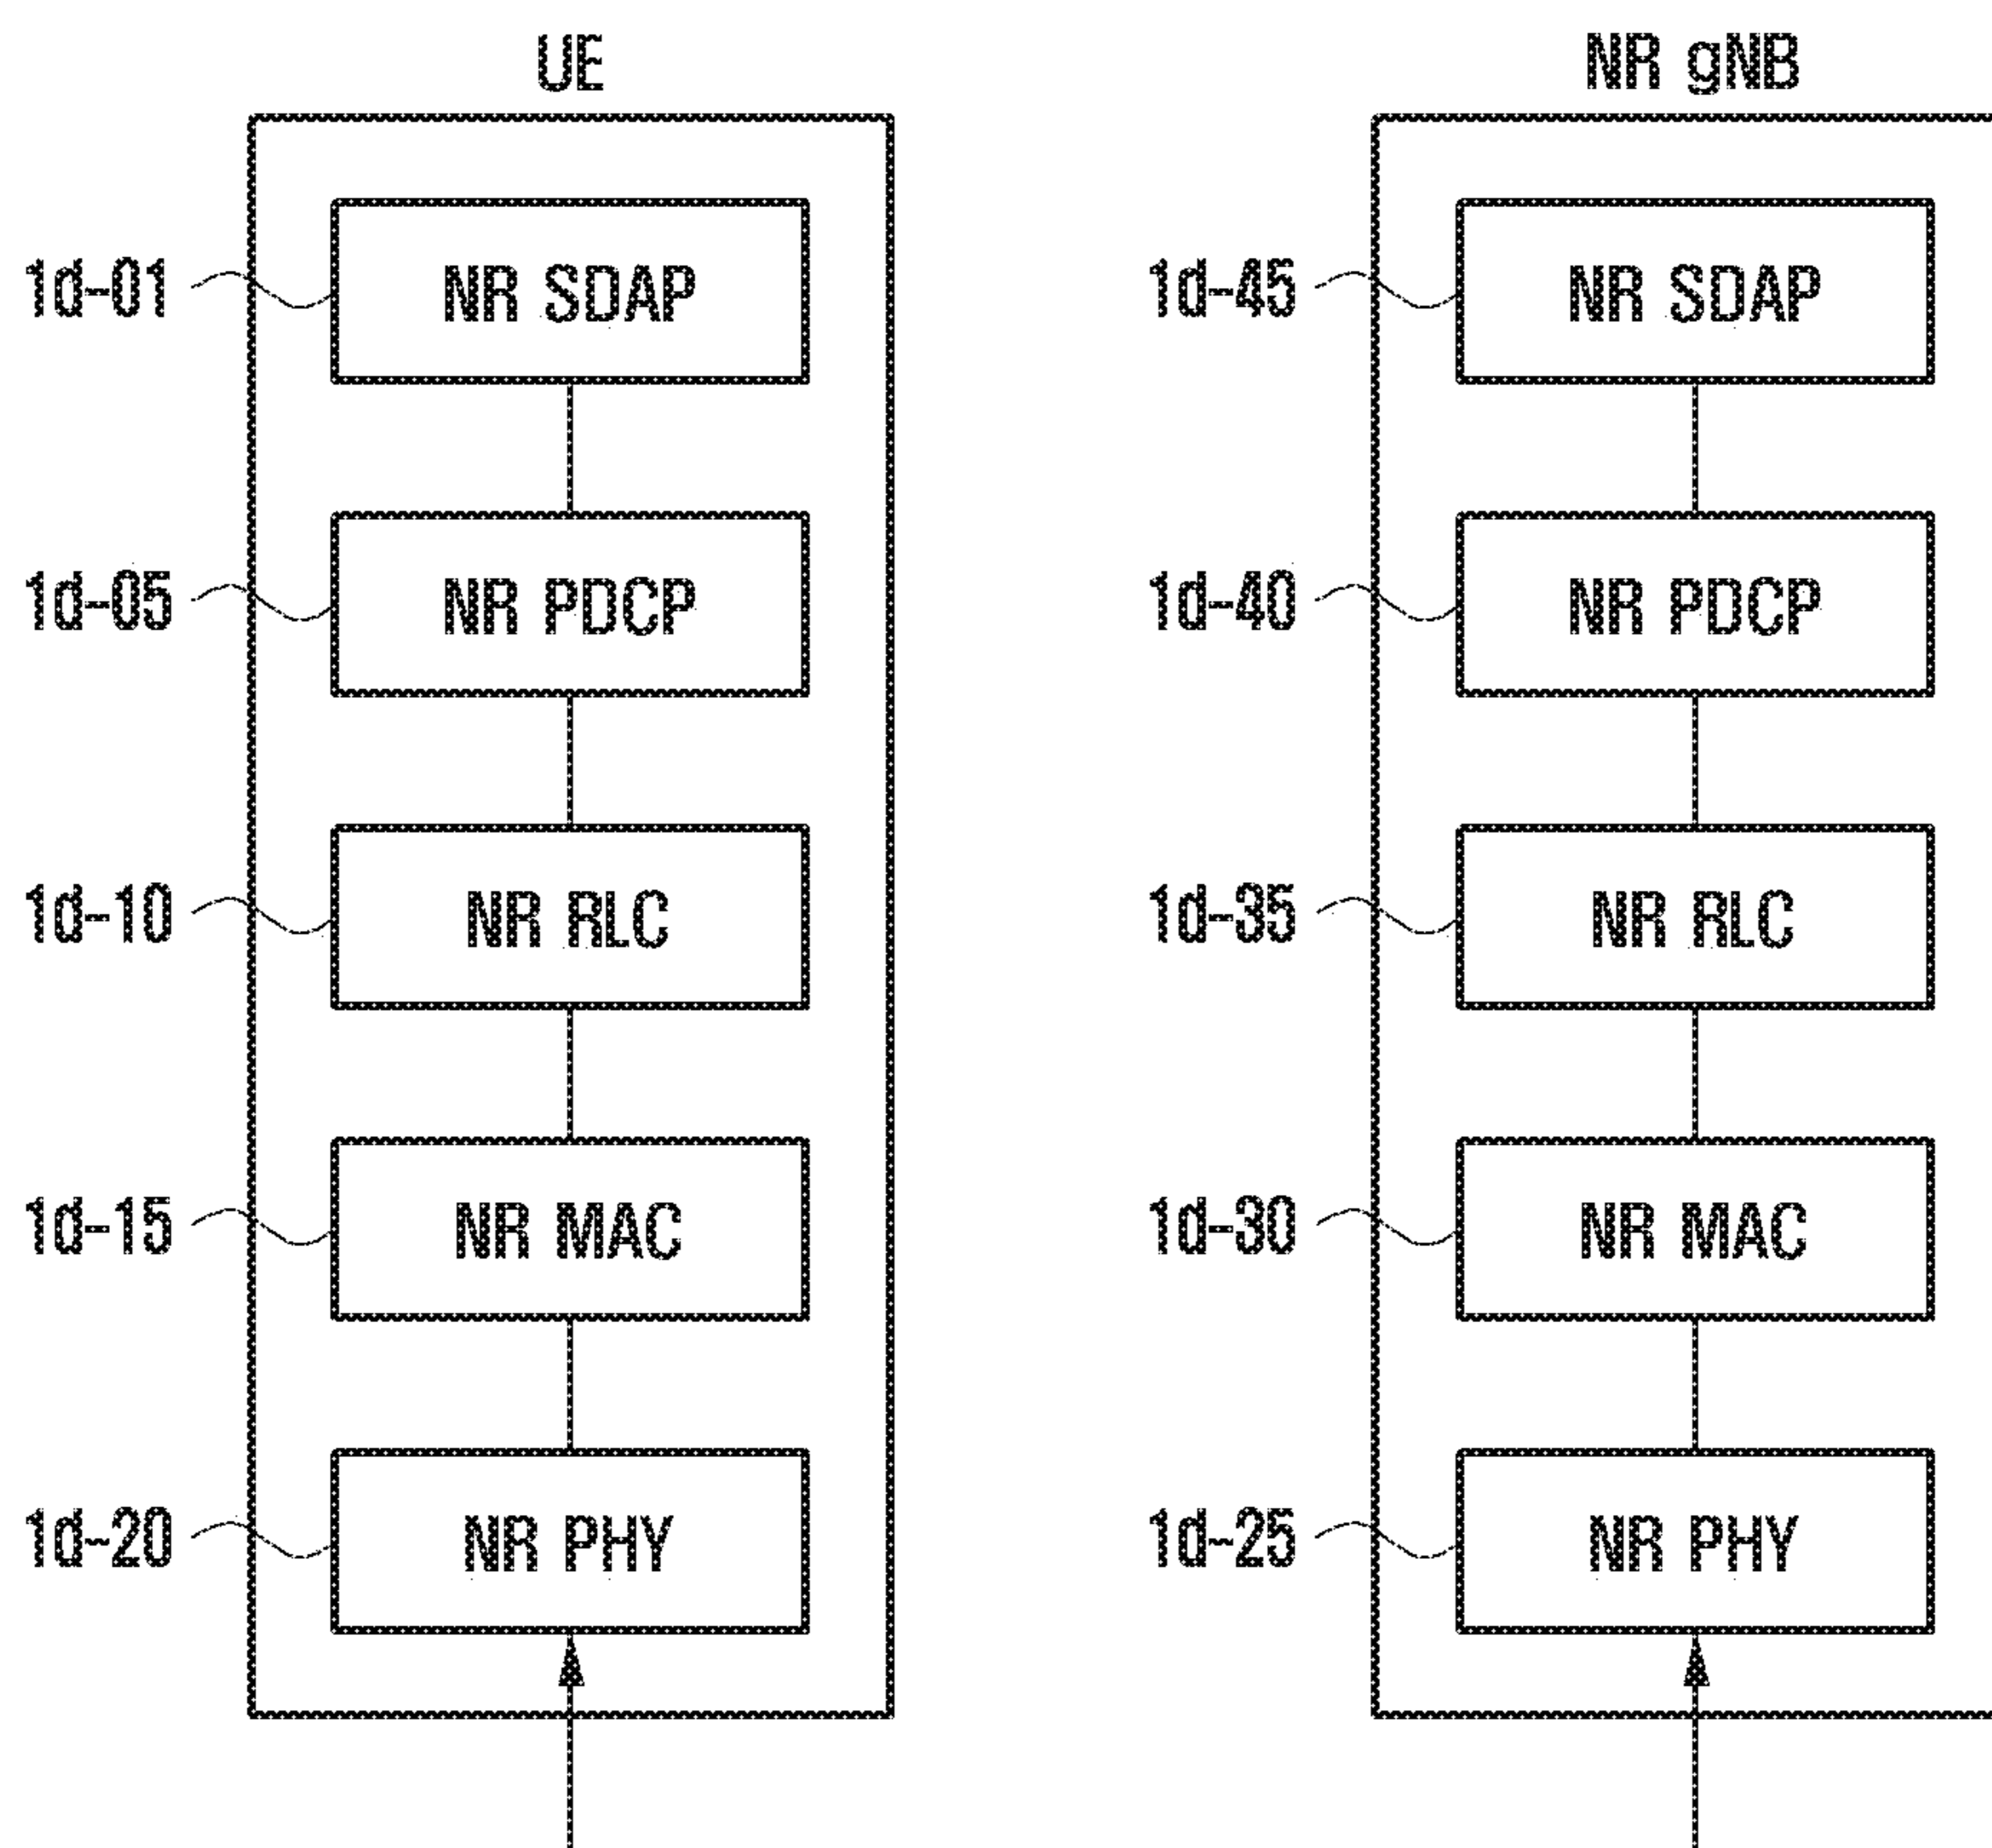 UE
NR gNB
1d-01
NR SDAP
1d-45
NR SDAP
1d-05
NR PDCP
1d-40
NR PDCP
1d-10
NR RLC
1d-35
NR RLC
1d-15
NR MAC
1d-30
NR MAC
1d-20
NR PHY
1d-25
NR PHY